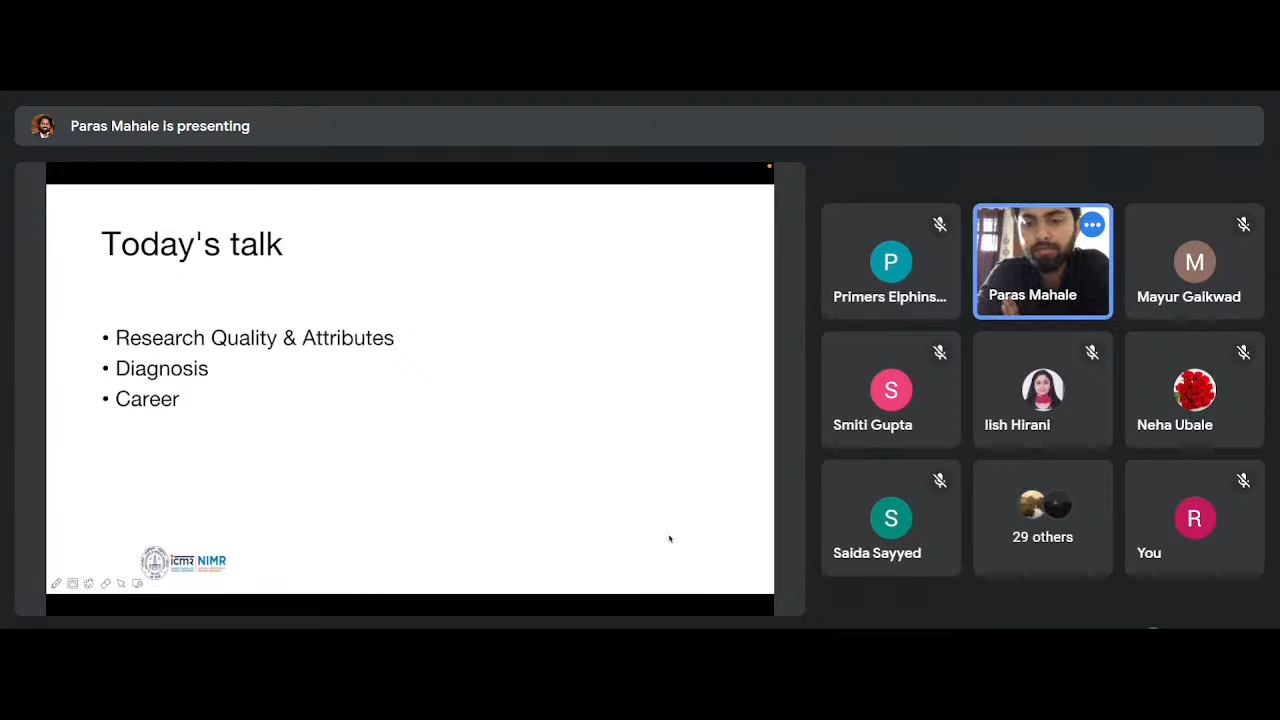 Paras Mahale is presenting
Today's talk
• Research Quality & Attributes
• Diagnosis
• Career
icmr NIMR
P
Primers Elphins...
Paras Mahale
M
Mayur Gaikwad
S
Smiti Gupta
Iish Hirani
Neha Ubale
S
Saida Sayyed
29 others
R
You